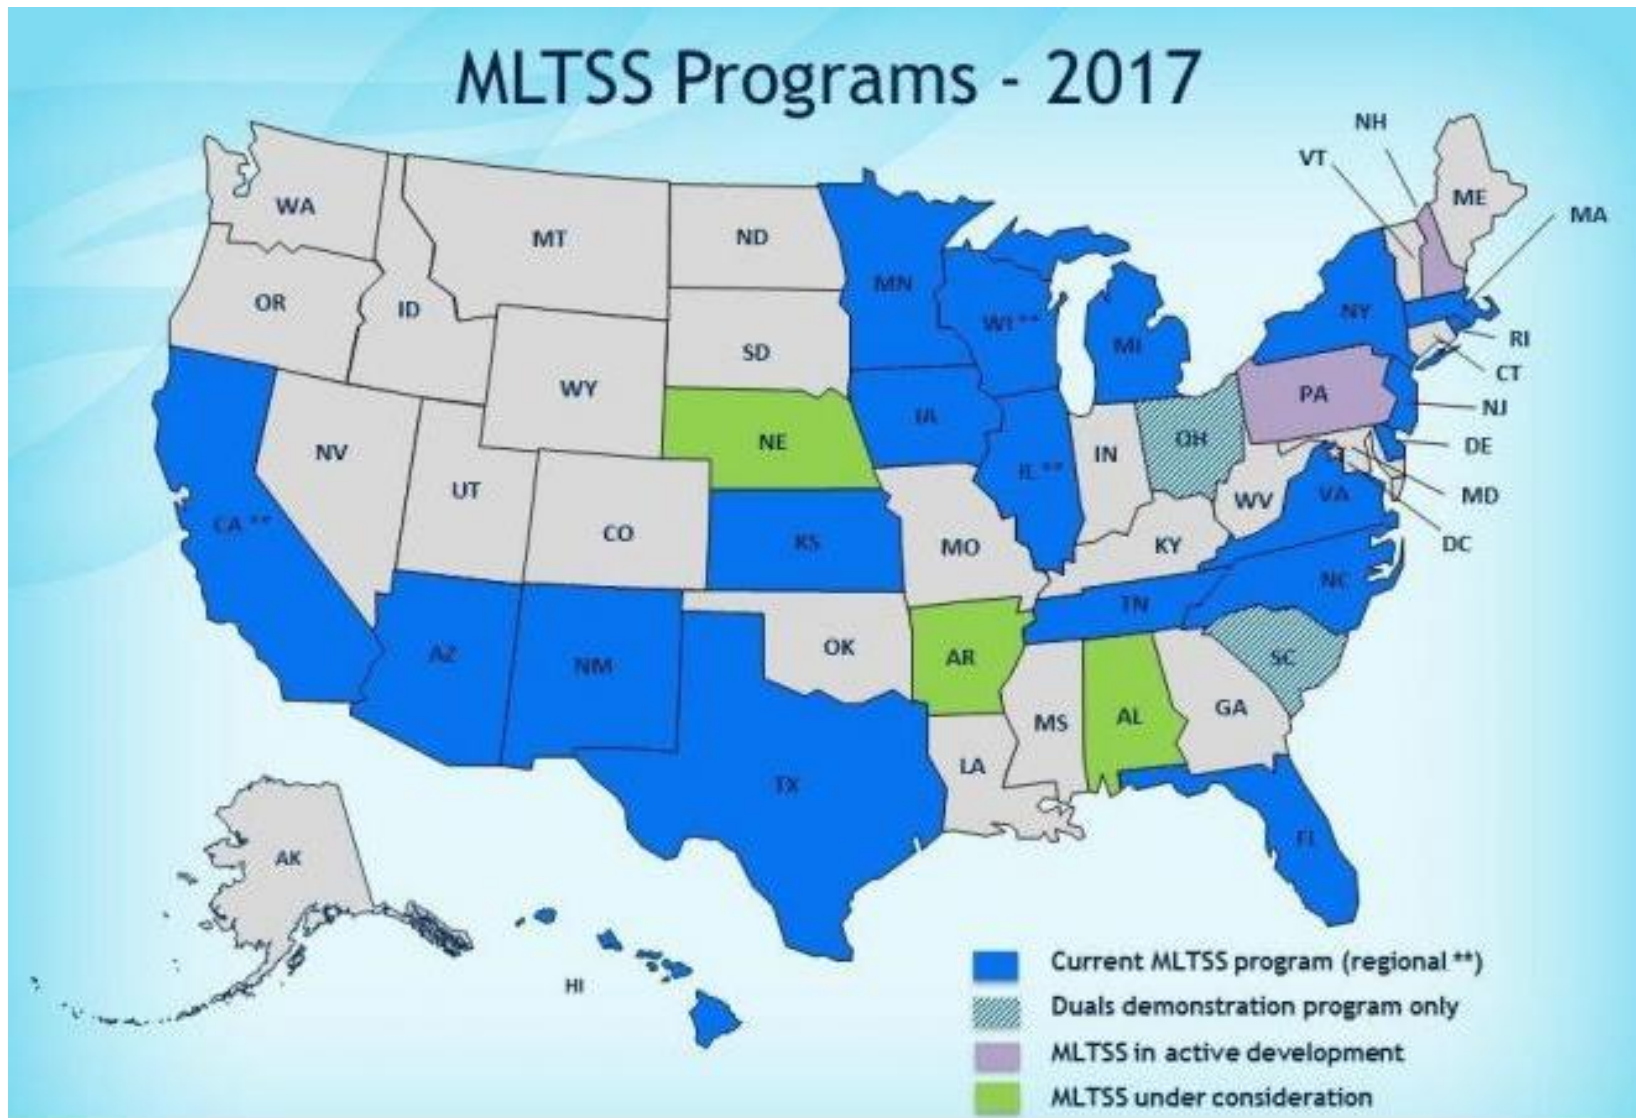 MLTSS Programs - 2017
NH
VT
WA
ME
MA
MT
ND
MN
OR
ID
WI **
NY
MI
RI
SD
CT
WY
PA
NJ
IA
NE
OH
DE
NV
IN
IL **
UT
WV
VA
MD
CA **
CO
KS
MO
KY
DC
NC
TN
AZ
NM
OK
AR
SC
MS
AL
GA
LA
TX
FL
AK
HI
Current MLTSS program (regional **)
Duals demonstration program only
MLTSS in active development
MLTSS under consideration